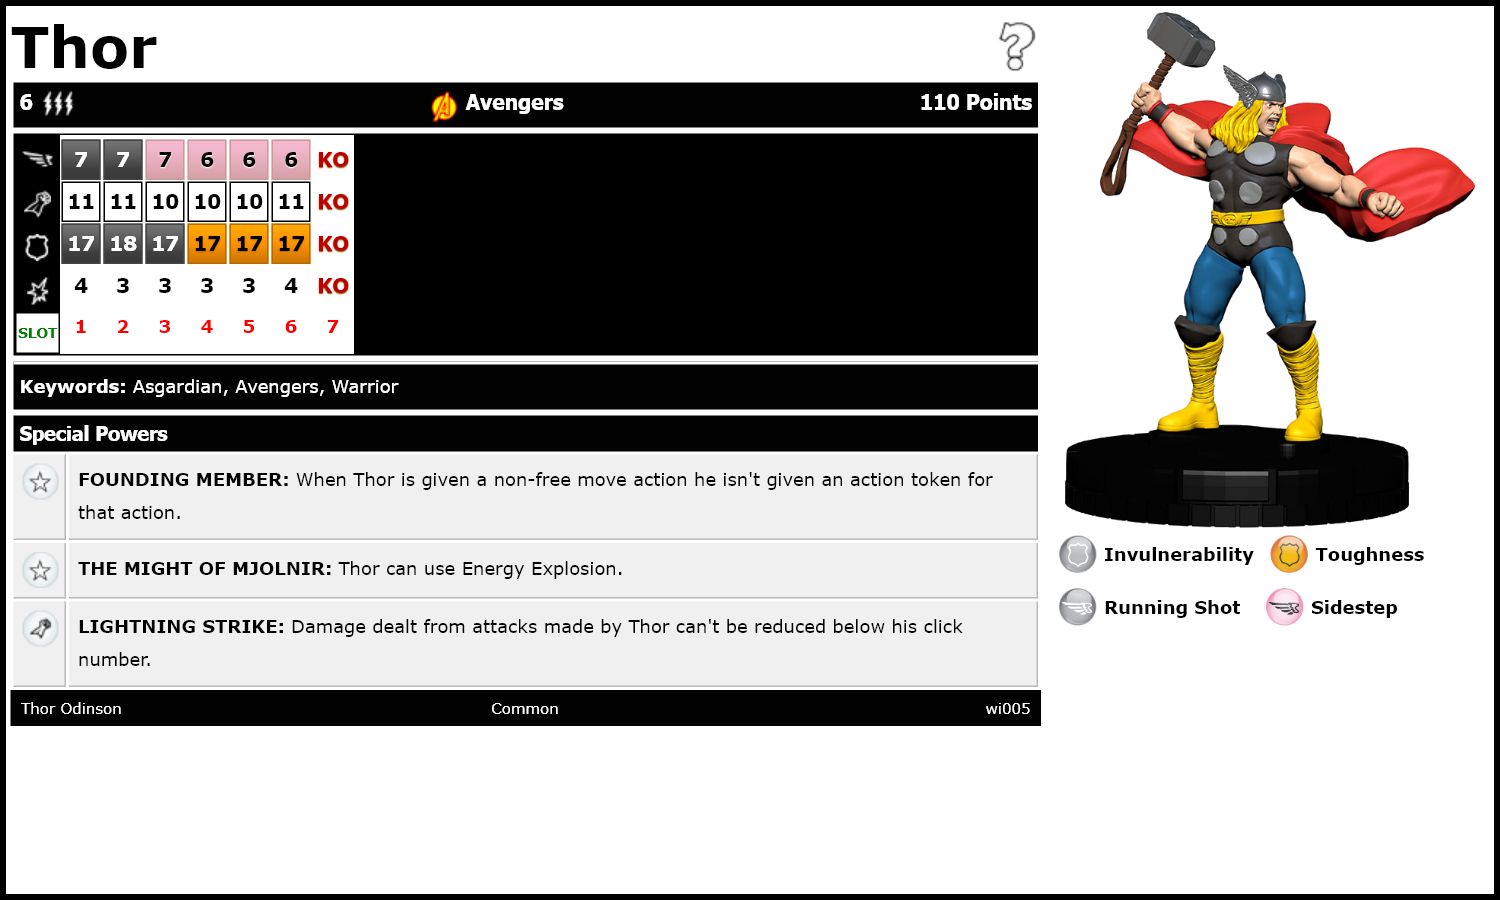 Thor
6 Avengers 110 Points
7 7 7 6 6 6 KO
11 11 10 10 10 11 KO
17 18 17 17 17 17 KO
4 3 3 3 3 4 KO
SLOT 1 2 3 4 5 6 7
Keywords: Asgardian, Avengers, Warrior
Special Powers
FOUNDING MEMBER: When Thor is given a non-free move action he isn't given an action token for
that action.
THE MIGHT OF MJOLNIR: Thor can use Energy Explosion.
LIGHTNING STRIKE: Damage dealt from attacks made by Thor can't be reduced below his click
number.
Thor Odinson Common wi005
Invulnerability Toughness
Running Shot Sidestep